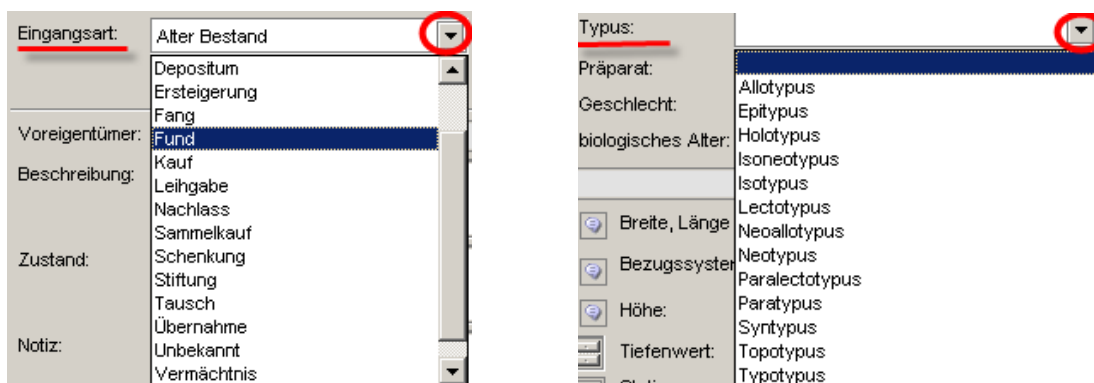 Eingangsart:
Alter Bestand
Depositum
Ersteigerung
Fang
Voreigentümer:
Fund
Kauf
Beschreibung:
Leihgabe
Nachlass
Sammelkauf
Zustand:
Schenkung
Stiftung
Tausch
Übernahme
Notiz:
Unbekannt
Vermächtnis
Typus:
Präparat:
Allotypus
Geschlecht:
Epitypus
biologisches Alter:
Holotypus
Isoneotypus
Isotypus
Lectotypus
Breite, Länge
Neoallotypus
Neotypus
Paralectotypus
Höhe:
Paratypus
Syntypus
Tiefenwert:
Topotypus
Typotypus